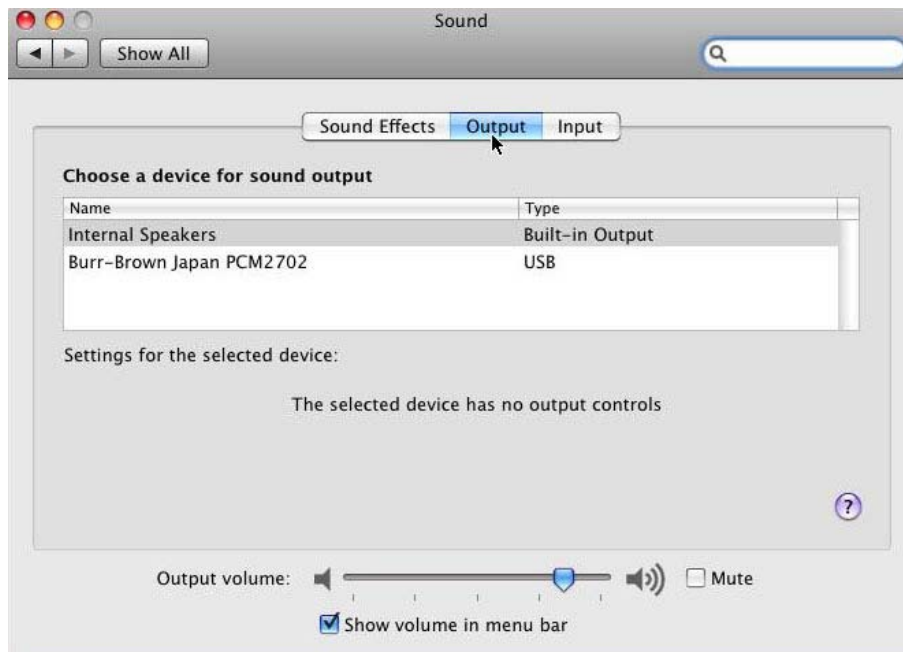 Sound
Show All
Sound Effects Output Input
Choose a device for sound output
Name Type
Internal Speakers Built-in Output
Burr-Brown Japan PCM2702 USB
Settings for the selected device:
The selected device has no output controls
?
Output volume: Mute
Show volume in menu bar